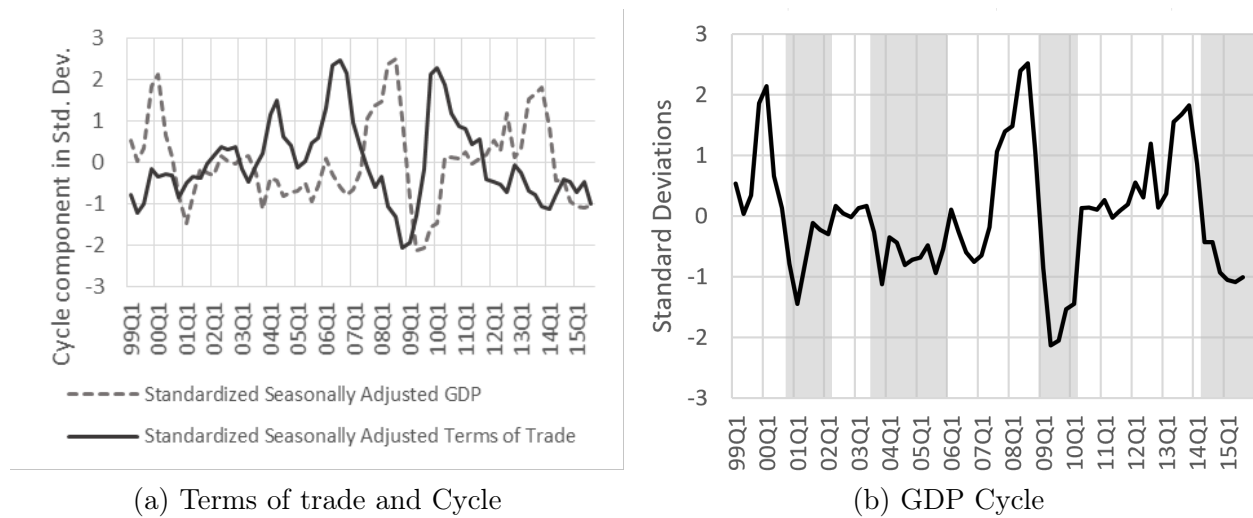 Cycle component in Std. Dev.
3
2
1
0
-1
-2
-3
99Q1
00Q1
01Q1
02Q1
03Q1
04Q1
05Q1
06Q1
07Q1
08Q1
09Q1
10Q1
11Q1
12Q1
13Q1
14Q1
15Q1
Standardized Seasonally Adjusted GDP
Standardized Seasonally Adjusted Terms of Trade
(a) Terms of trade and Cycle
Standard Deviations
3
2
1
0
-1
-2
-3
99Q1
00Q1
01Q1
02Q1
03Q1
04Q1
05Q1
06Q1
07Q1
08Q1
09Q1
10Q1
11Q1
12Q1
13Q1
14Q1
15Q1
(b) GDP Cycle